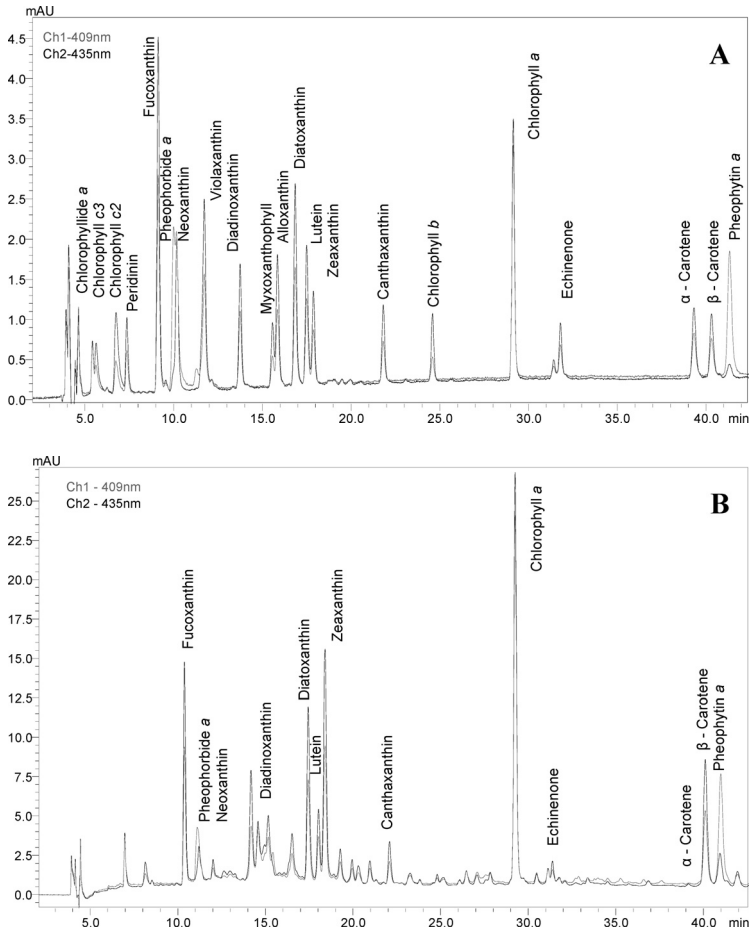 mAU
Ch1-409nm
Ch2-435nm
A
4.5
4.0
3.5
3.0
2.5
2.0
1.5
1.0
0.5
0.0
Chlorophyllide a
Chlorophyll c3
Chlorophyll c2
Peridinin
Fucoxanthin
Pheophorbide a
Neoxanthin
Violaxanthin
Diadinoxanthin
Myxoxanthophyll
Alloxanthin
Diatoxanthin
Lutein
Zeaxanthin
Canthaxanthin
Chlorophyll b
Chlorophyll a
Echinenone
α - Carotene
β - Carotene
Pheophytin a
5.0 10.0 15.0 20.0 25.0 30.0 35.0 40.0 min
mAU
Ch1 - 409nm
Ch2 - 435nm
B
25.0
22.5
20.0
17.5
15.0
12.5
10.0
7.5
5.0
2.5
0.0
Fucoxanthin
Pheophorbide a
Neoxanthin
Diadinoxanthin
Diatoxanthin
Lutein
Zeaxanthin
Canthaxanthin
Chlorophyll a
Echinenone
α - Carotene
β - Carotene
Pheophytin a
5.0 10.0 15.0 20.0 25.0 30.0 35.0 40.0 min